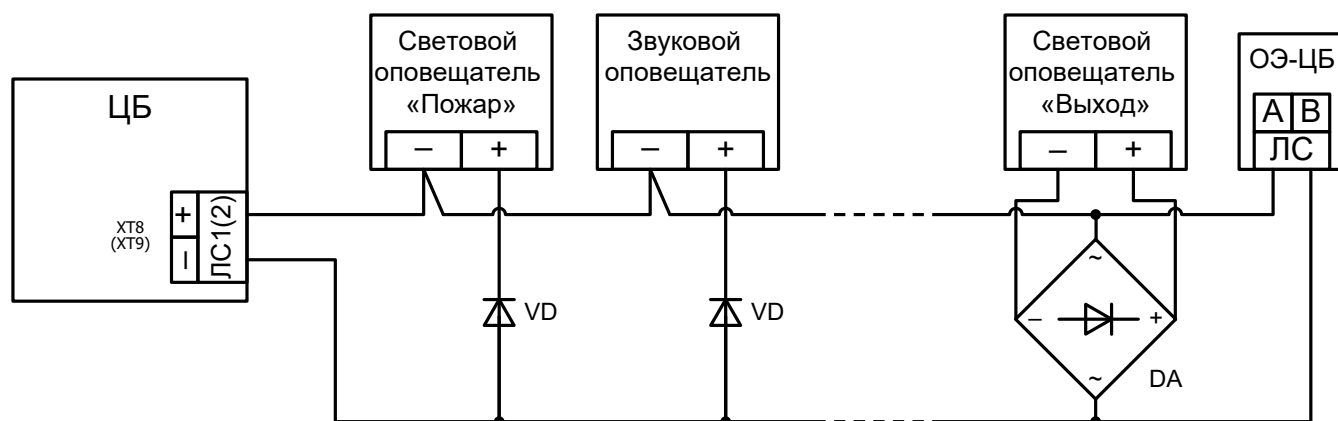 ЦБ
XT8
(XT9)
+
–
ЛС1(2)
Световой
оповещатель
«Пожар»
– +
VD
Звуковой
оповещатель
– +
VD
Световой
оповещатель
«Выход»
– +
~
– +
~
DA
ОЭ-ЦБ
А В
ЛС